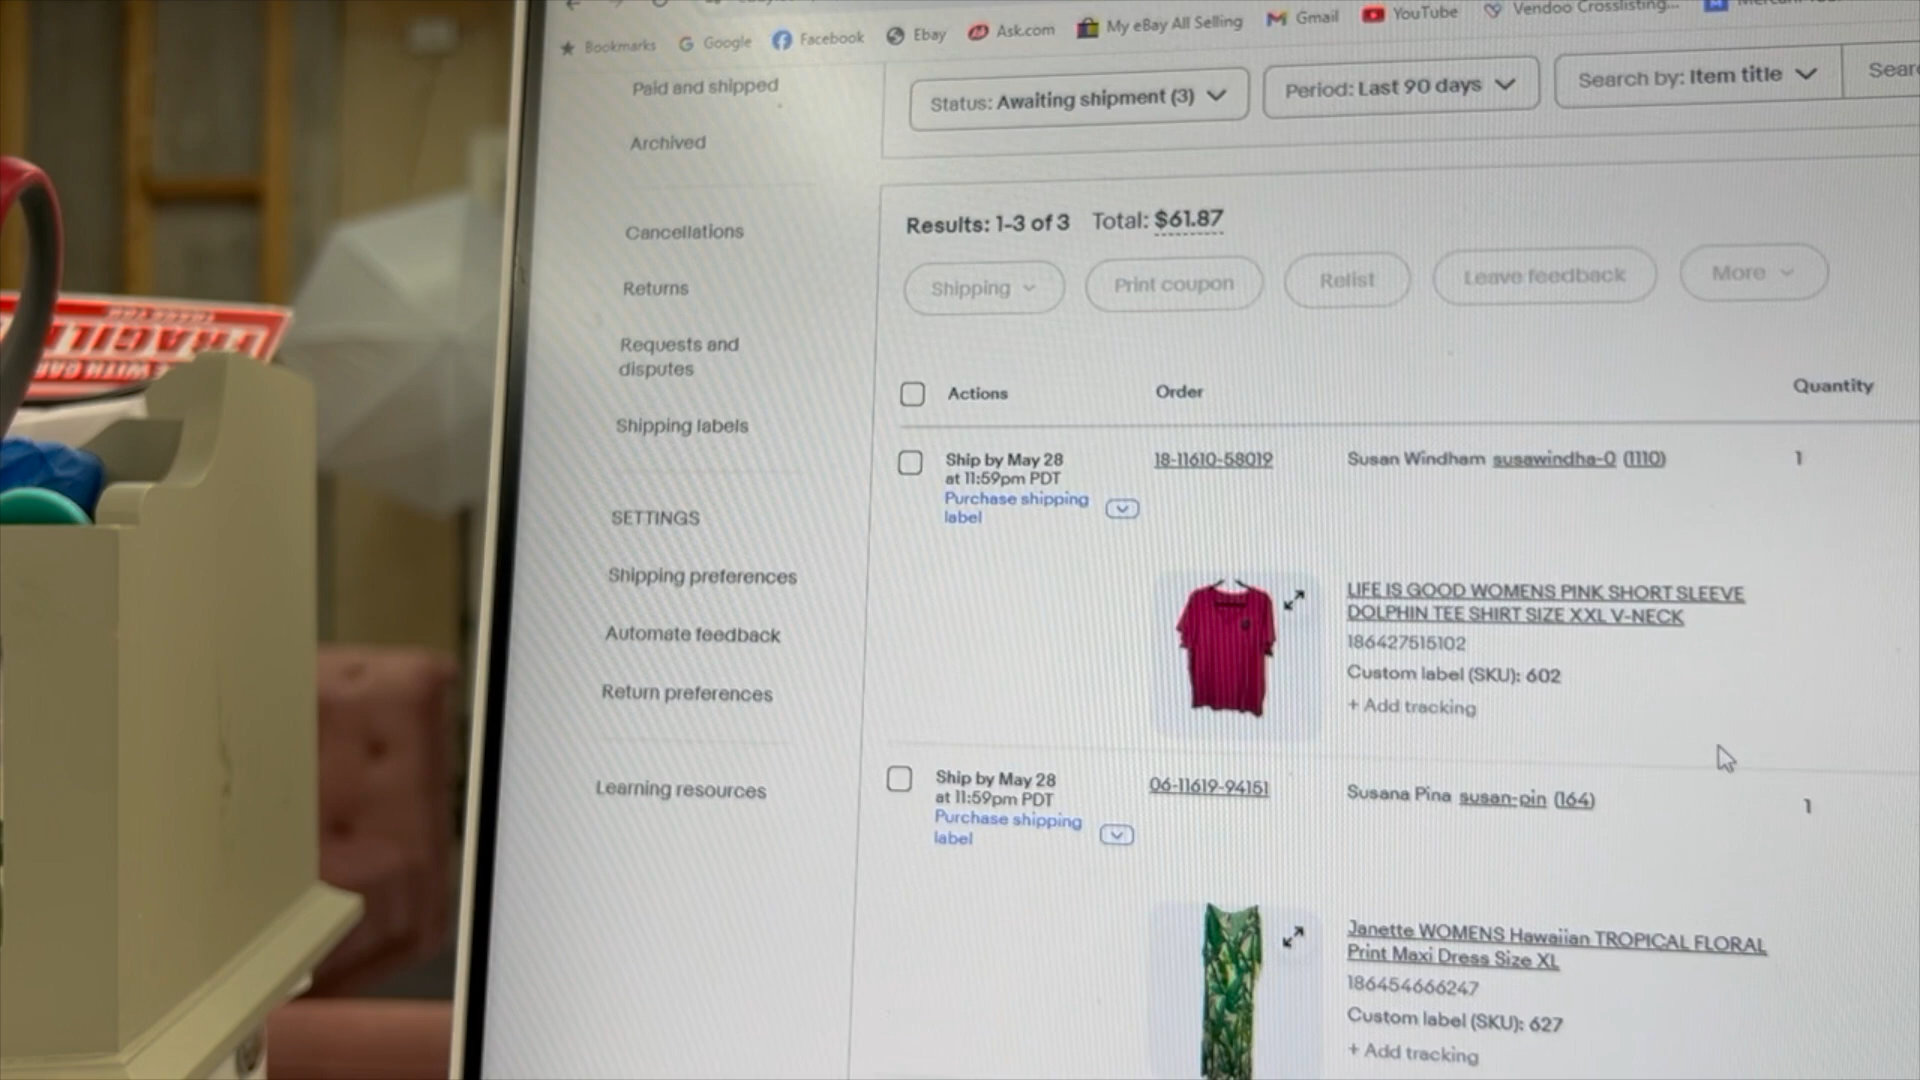 Bookmarks
Google
Facebook
Ebay
Ask.com
My eBay All Selling
Gmail
YouTube
Vendoo Crosslisting...
Paid and shipped
Archived
Cancellations
Returns
Requests and
disputes
Shipping labels
SETTINGS
Shipping preferences
Automate feedback
Return preferences
Learning resources
Status: Awaiting shipment (3)
Period: Last 90 days
Search by: Item title
Results: 1-3 of 3 Total: $61.87
Shipping
Print coupon
Relist
Leave feedback
More
Actions
Order
Quantity
Ship by May 28
at 11:59pm PDT
Purchase shipping
label
18-11610-58019
Susan Windham susawindha-0 (1110)
1
LIFE IS GOOD WOMENS PINK SHORT SLEEVE
DOLPHIN TEE SHIRT SIZE XXL V-NECK
186427515102
Custom label (SKU): 602
+ Add tracking
Ship by May 28
at 11:59pm PDT
Purchase shipping
label
06-11619-94151
Susana Pina susan-pin (164)
1
Janette WOMENS Hawaiian TROPICAL FLORAL
Print Maxi Dress Size XL
186454666247
Custom label (SKU): 627
+ Add tracking